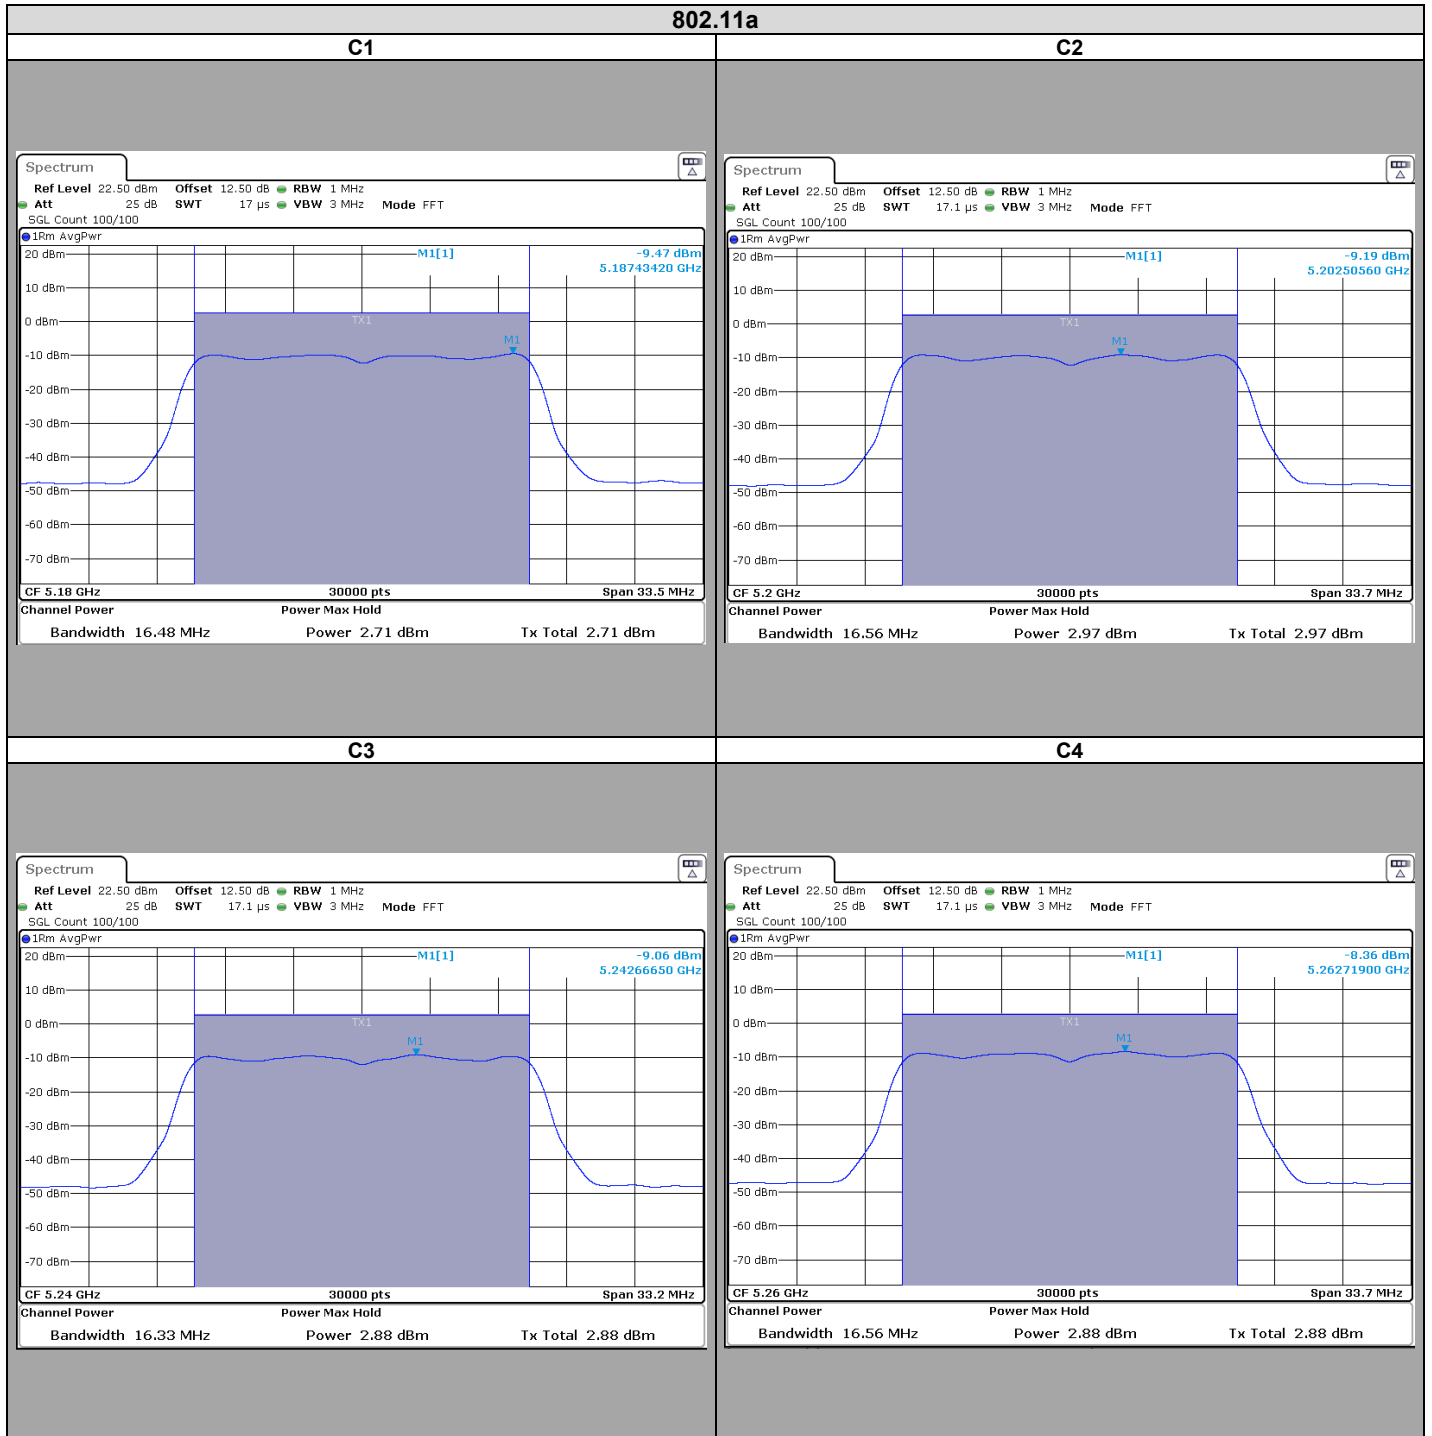 802.11a
C1
C2
Spectrum
Ref Level 22.50 dBm Offset 12.50 dB RBW 1 MHz
Att 25 dB SWT 17 µs VBW 3 MHz Mode FFT
SGL Count 100/100
1Rm AvgPwr
20 dBm
M1[1]
-9.47 dBm
5.18743420 GHz
10 dBm
0 dBm
TX1
M1
-10 dBm
-20 dBm
-30 dBm
-40 dBm
-50 dBm
-60 dBm
-70 dBm
CF 5.18 GHz 30000 pts Span 33.5 MHz
Channel Power Power Max Hold
Bandwidth 16.48 MHz Power 2.71 dBm Tx Total 2.71 dBm
Spectrum
Ref Level 22.50 dBm Offset 12.50 dB RBW 1 MHz
Att 25 dB SWT 17.1 µs VBW 3 MHz Mode FFT
SGL Count 100/100
1Rm AvgPwr
20 dBm
M1[1]
-9.19 dBm
5.20250560 GHz
10 dBm
0 dBm
TX1
M1
-10 dBm
-20 dBm
-30 dBm
-40 dBm
-50 dBm
-60 dBm
-70 dBm
CF 5.2 GHz 30000 pts Span 33.7 MHz
Channel Power Power Max Hold
Bandwidth 16.56 MHz Power 2.97 dBm Tx Total 2.97 dBm
C3
C4
Spectrum
Ref Level 22.50 dBm Offset 12.50 dB RBW 1 MHz
Att 25 dB SWT 17.1 µs VBW 3 MHz Mode FFT
SGL Count 100/100
1Rm AvgPwr
20 dBm
M1[1]
-9.06 dBm
5.24266650 GHz
10 dBm
0 dBm
TX1
M1
-10 dBm
-20 dBm
-30 dBm
-40 dBm
-50 dBm
-60 dBm
-70 dBm
CF 5.24 GHz 30000 pts Span 33.2 MHz
Channel Power Power Max Hold
Bandwidth 16.33 MHz Power 2.88 dBm Tx Total 2.88 dBm
Spectrum
Ref Level 22.50 dBm Offset 12.50 dB RBW 1 MHz
Att 25 dB SWT 17.1 µs VBW 3 MHz Mode FFT
SGL Count 100/100
1Rm AvgPwr
20 dBm
M1[1]
-8.36 dBm
5.26271900 GHz
10 dBm
0 dBm
TX1
M1
-10 dBm
-20 dBm
-30 dBm
-40 dBm
-50 dBm
-60 dBm
-70 dBm
CF 5.26 GHz 30000 pts Span 33.7 MHz
Channel Power Power Max Hold
Bandwidth 16.56 MHz Power 2.88 dBm Tx Total 2.88 dBm